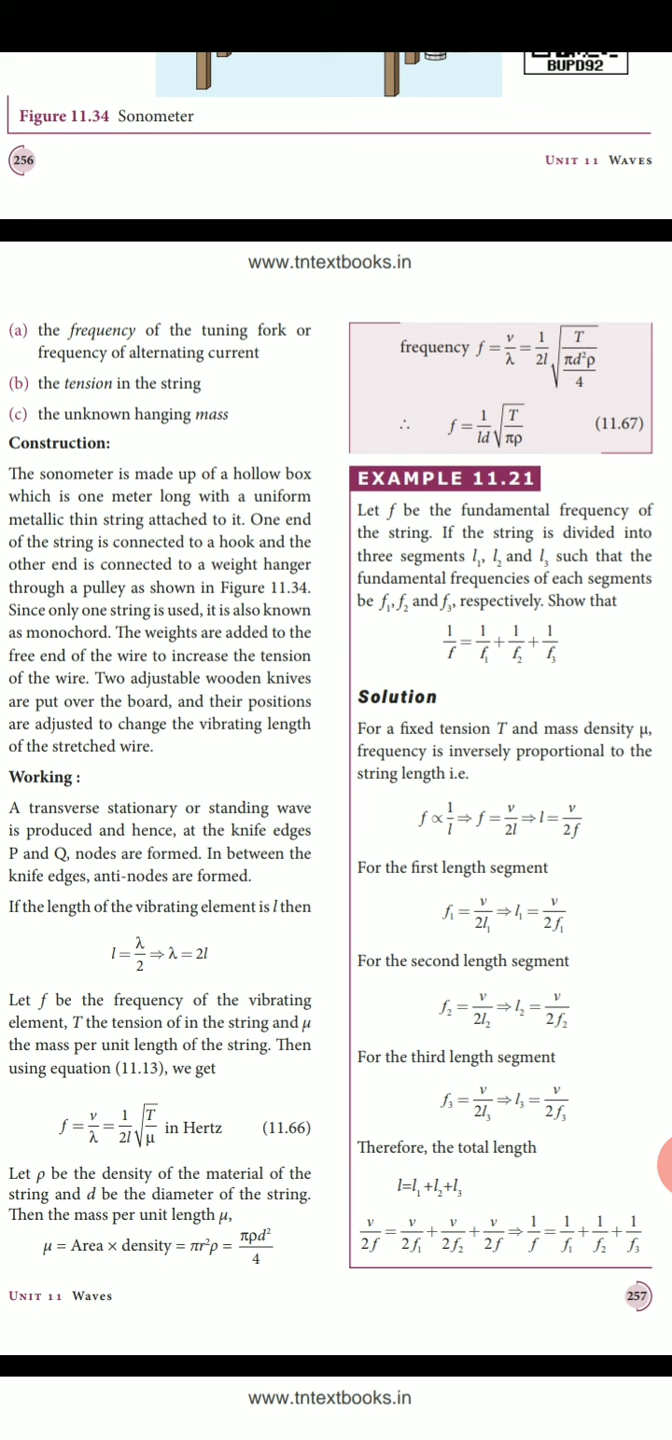 BUPD92
Figure 11.34 Sonometer
256
UNIT 11 WAVES
www.tntextbooks.in
(a) the frequency of the tuning fork or
frequency of alternating current
(b) the tension in the string
(c) the unknown hanging mass
Construction:
The sonometer is made up of a hollow box
which is one meter long with a uniform
metallic thin string attached to it. One end
of the string is connected to a hook and the
other end is connected to a weight hanger
through a pulley as shown in Figure 11.34.
Since only one string is used, it is also known
as monochord. The weights are added to the
free end of the wire to increase the tension
of the wire. Two adjustable wooden knives
are put over the board, and their positions
are adjusted to change the vibrating length
of the stretched wire.
Working :
A transverse stationary or standing wave
is produced and hence, at the knife edges
P and Q, nodes are formed. In between the
knife edges, anti-nodes are formed.
If the length of the vibrating element is l then
l = λ/2 ⇒ λ = 2l
Let f be the frequency of the vibrating
element, T the tension of in the string and μ
the mass per unit length of the string. Then
using equation (11.13), we get
f = v/λ = 1/2l √(T/μ) in Hertz (11.66)
Let ρ be the density of the material of the
string and d be the diameter of the string.
Then the mass per unit length μ,
μ = Area × density = πr²ρ = πρd²/4
frequency f = v/λ = 1/2l √(T/(πd²ρ/4))
∴ f = 1/ld √(T/πρ) (11.67)
EXAMPLE 11.21
Let f be the fundamental frequency of
the string. If the string is divided into
three segments l₁, l₂ and l₃ such that the
fundamental frequencies of each segments
be f₁, f₂ and f₃, respectively. Show that
1/f = 1/f₁ + 1/f₂ + 1/f₃
Solution
For a fixed tension T and mass density μ,
frequency is inversely proportional to the
string length i.e.
f ∝ 1/l ⇒ f = v/2l ⇒ l = v/2f
For the first length segment
f₁ = v/2l₁ ⇒ l₁ = v/2f₁
For the second length segment
f₂ = v/2l₂ ⇒ l₂ = v/2f₂
For the third length segment
f₃ = v/2l₃ ⇒ l₃ = v/2f₃
Therefore, the total length
l=l₁ +l₂+l₃
v/2f = v/2f₁ + v/2f₂ + v/2f ⇒ 1/f = 1/f₁ + 1/f₂ + 1/f₃
UNIT 11 Waves
257
www.tntextbooks.in